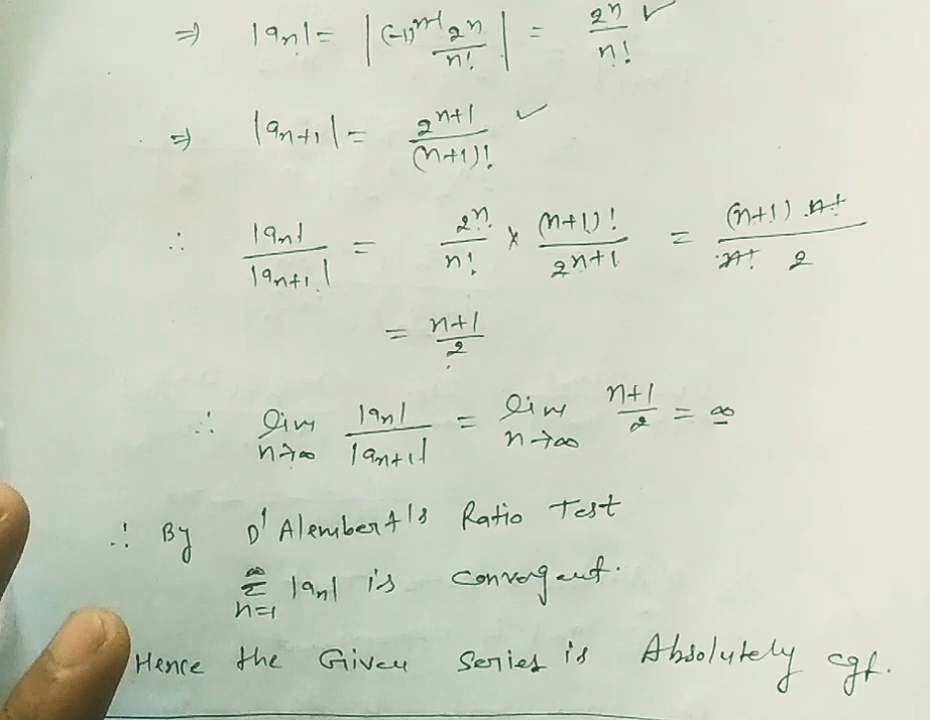 ⇒ |aₙ| = |(-1)ⁿ⁻¹ 2ⁿ/n!| = 2ⁿ/n! ✓
⇒ |aₙ₊₁| = 2ⁿ⁺¹/(n+1)! ✓
∴ |aₙ|/|aₙ₊₁| = 2ⁿ/n! × (n+1)!/2ⁿ⁺¹ = (n+1) n!/n! 2
= n+1/2
∴ lim n→∞ |aₙ|/|aₙ₊₁| = lim n→∞ n+1/2 = ∞
∴ By D'Alembert's Ratio Test
∞ Σ n=1 |aₙ| is convergent.
Hence the Given Series is Absolutely cgt.